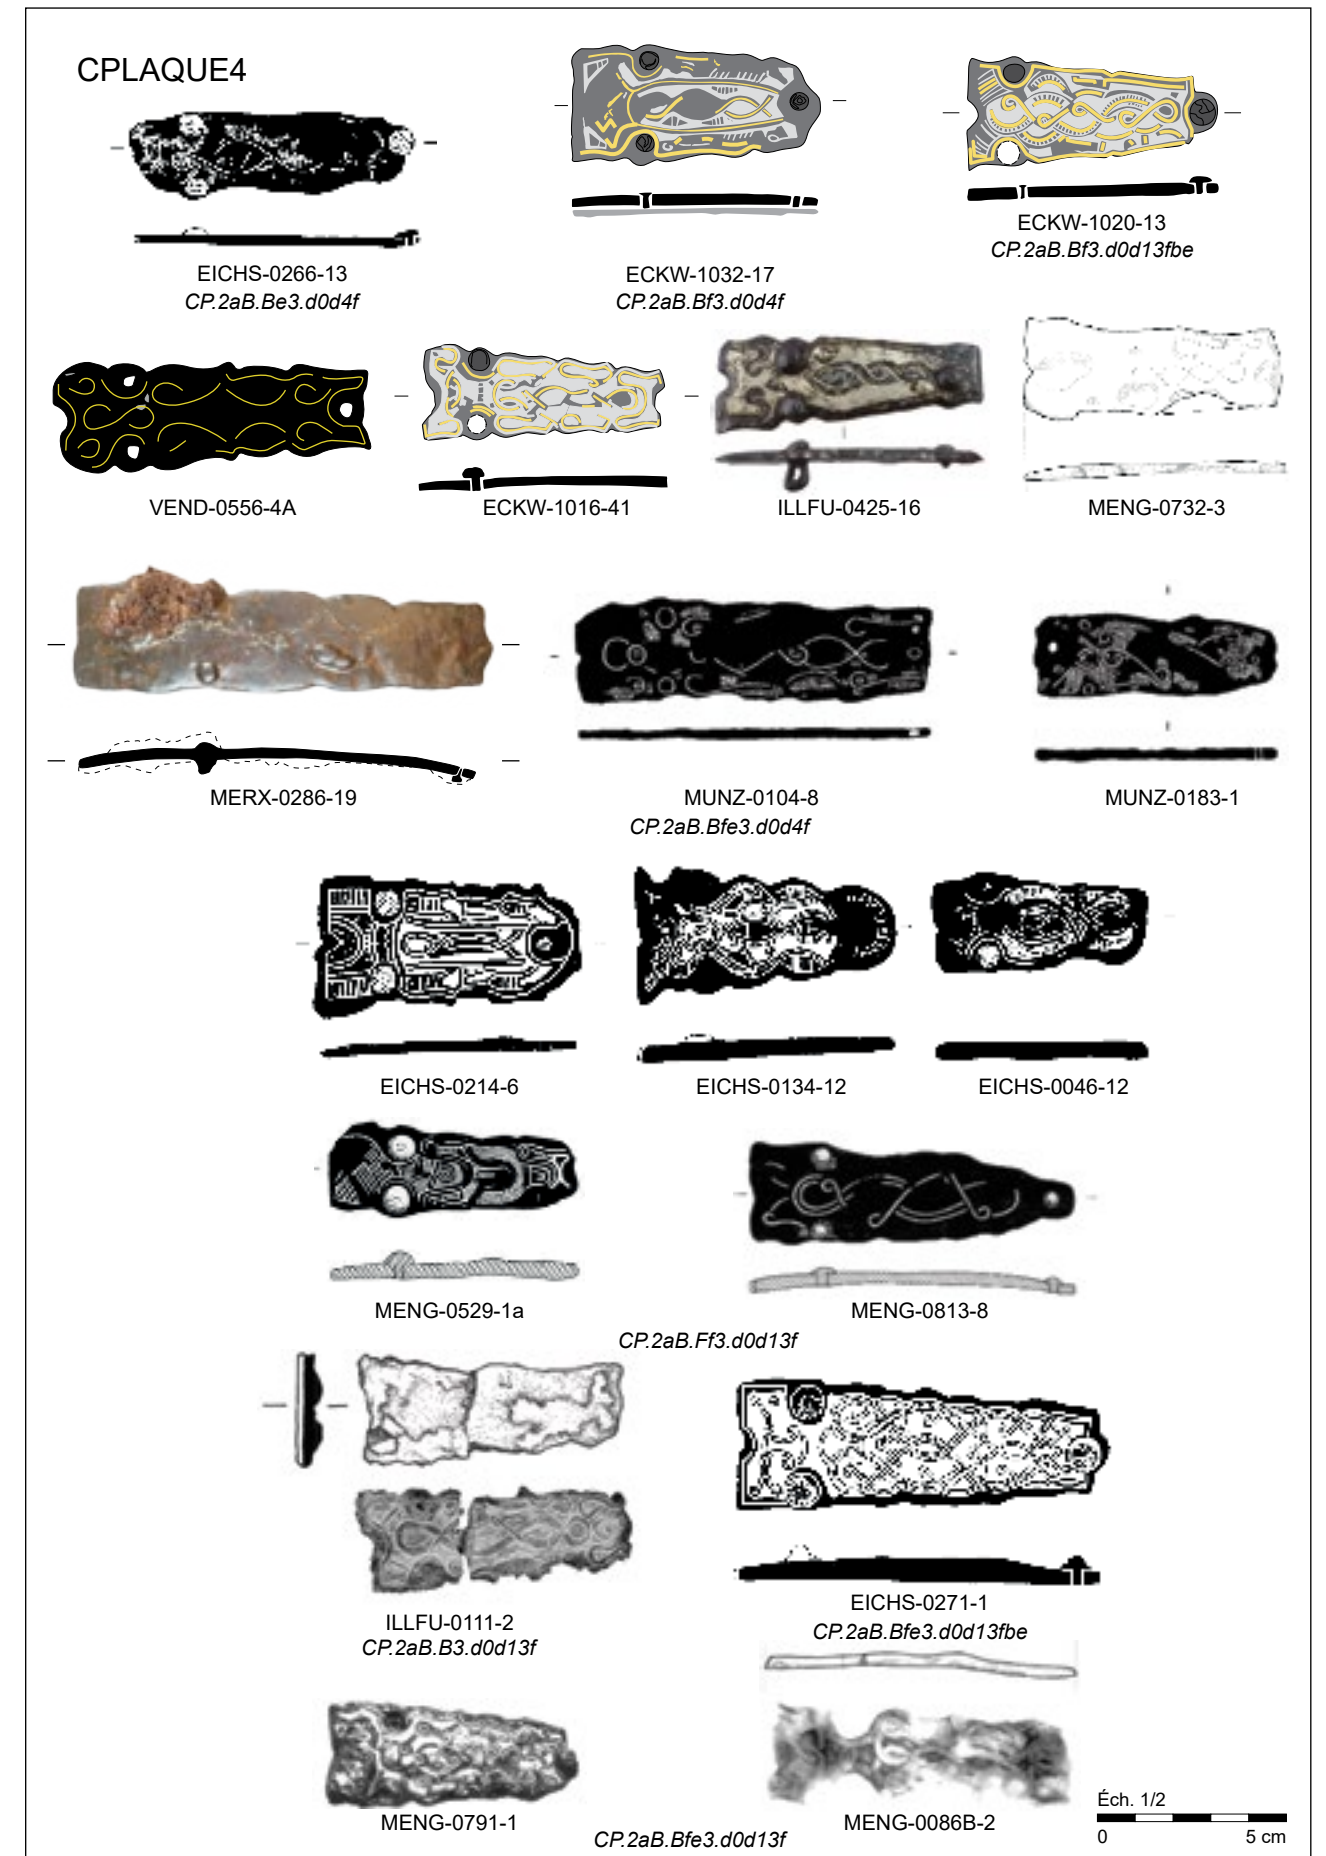 CPLAQUE4
EICHS-0266-13
CP.2aB.Be3.d0d4f
ECKW-1032-17
CP.2aB.Bf3.d0d4f
ECKW-1020-13
CP.2aB.Bf3.d0d13fbe
VEND-0556-4A
ECKW-1016-41
ILLFU-0425-16
MENG-0732-3
MERX-0286-19
MUNZ-0104-8
MUNZ-0183-1
CP.2aB.Bfe3.d0d4f
EICHS-0214-6
EICHS-0134-12
EICHS-0046-12
MENG-0529-1a
MENG-0813-8
CP.2aB.Ff3.d0d13f
ILLFU-0111-2
CP.2aB.B3.d0d13f
EICHS-0271-1
CP.2aB.Bfe3.d0d13fbe
MENG-0791-1
MENG-0086B-2
CP.2aB.Bfe3.d0d13f
Éch. 1/2
0 5 cm